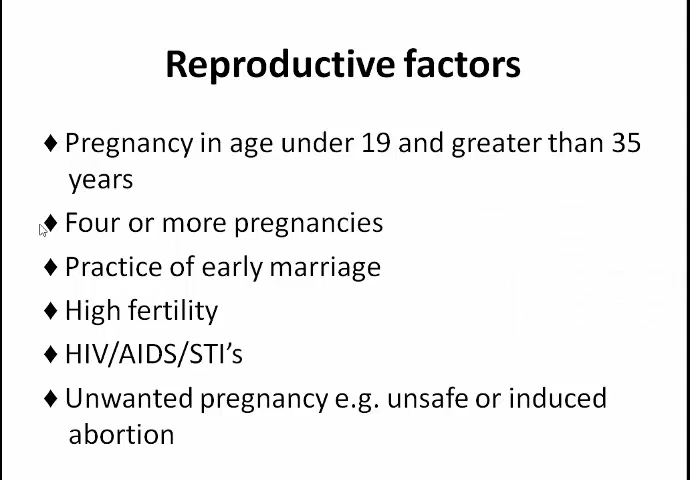 Reproductive factors
♦ Pregnancy in age under 19 and greater than 35
years
♦ Four or more pregnancies
♦ Practice of early marriage
♦ High fertility
♦ HIV/AIDS/STI’s
♦ Unwanted pregnancy e.g. unsafe or induced
abortion